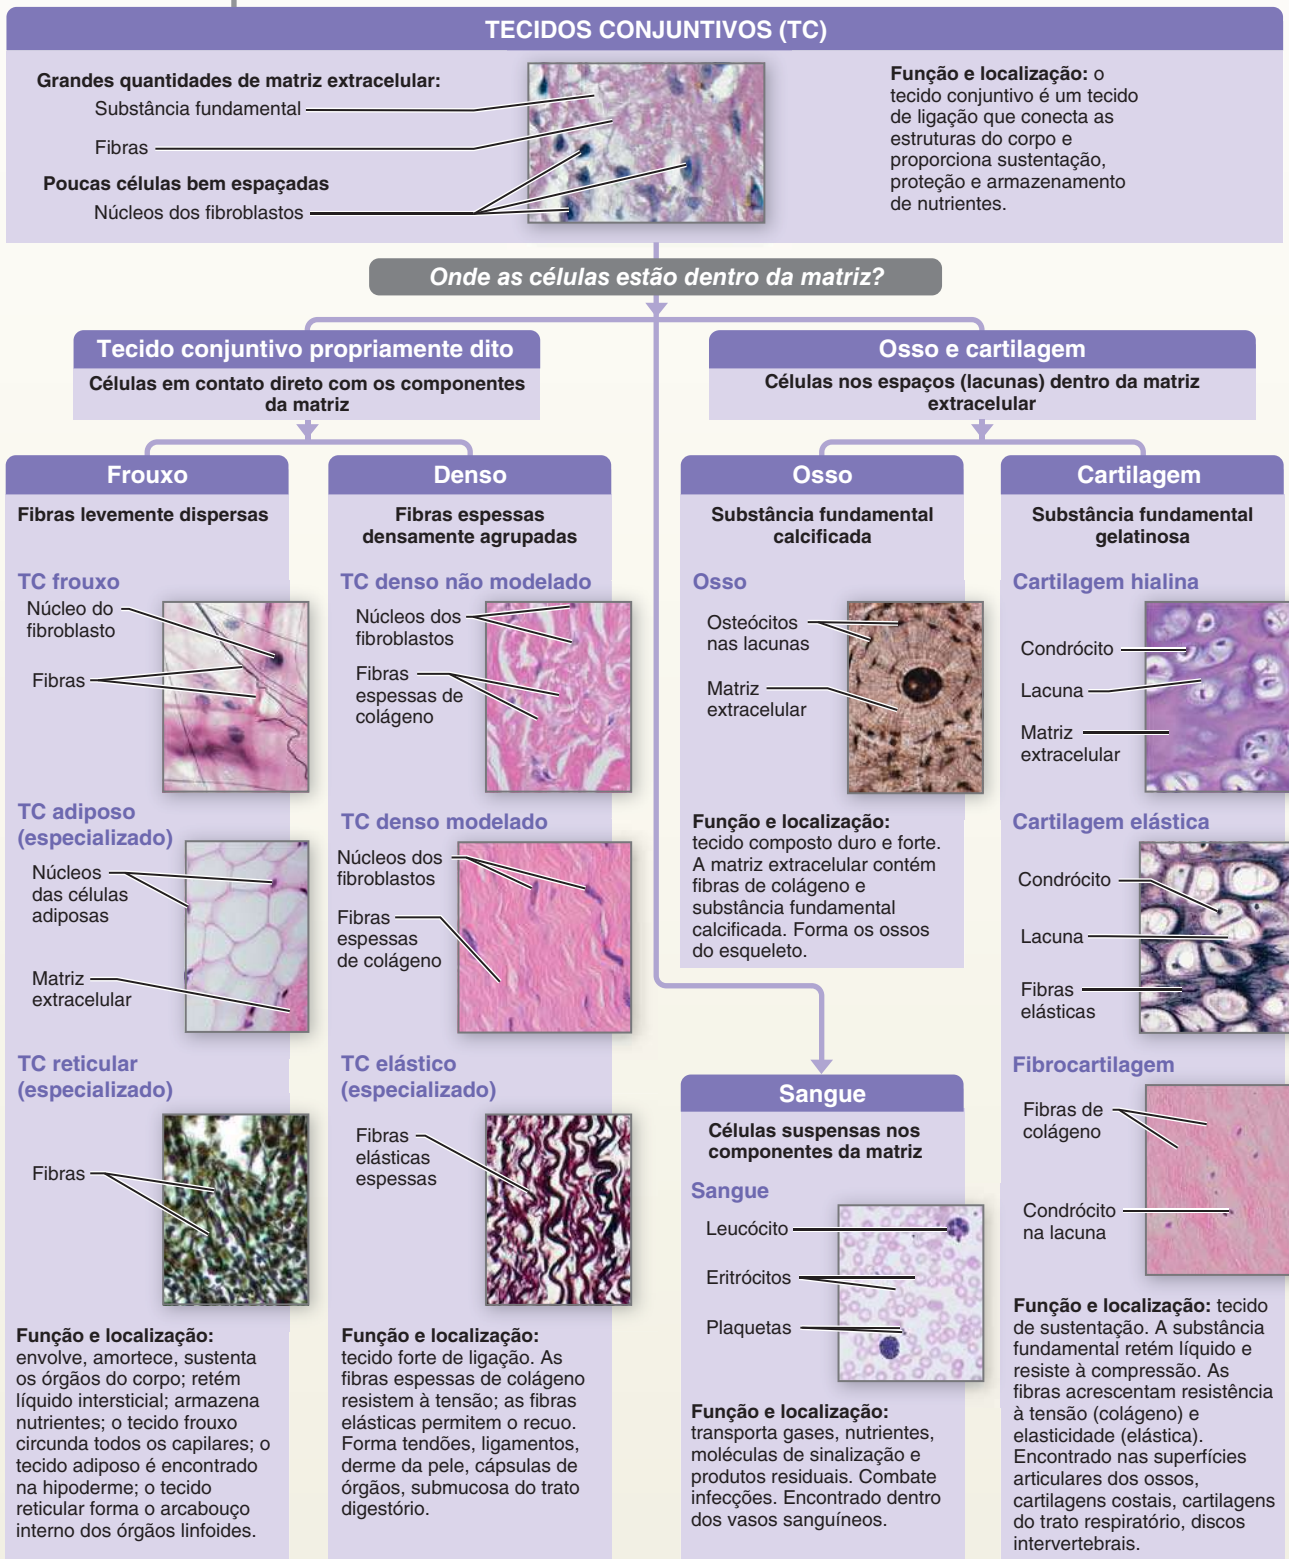 TECIDOS CONJUNTIVOS (TC)
Grandes quantidades de matriz extracelular:
Substância fundamental
Fibras
Poucas células bem espaçadas
Núcleos dos fibroblastos
Função e localização: o
tecido conjuntivo é um tecido
de ligação que conecta as
estruturas do corpo e
proporciona sustentação,
proteção e armazenamento
de nutrientes.
Onde as células estão dentro da matriz?
Tecido conjuntivo propriamente dito
Células em contato direto com os componentes
da matriz
Osso e cartilagem
Células nos espaços (lacunas) dentro da matriz
extracelular
Frouxo
Fibras levemente dispersas
TC frouxo
Núcleo do
fibroblasto
Fibras
TC adiposo
(especializado)
Núcleos
das células
adiposas
Matriz
extracelular
TC reticular
(especializado)
Fibras
Função e localização:
envolve, amortece, sustenta
os órgãos do corpo; retém
líquido intersticial; armazena
nutrientes; o tecido frouxo
circunda todos os capilares; o
tecido adiposo é encontrado
na hipoderme; o tecido
reticular forma o arcabouço
interno dos órgãos linfoides.
Denso
Fibras espessas
densamente agrupadas
TC denso não modelado
Núcleos dos
fibroblastos
Fibras
espessas de
colágeno
TC denso modelado
Núcleos dos
fibroblastos
Fibras
espessas
de colágeno
TC elástico
(especializado)
Fibras
elásticas
espessas
Função e localização:
tecido forte de ligação. As
fibras espessas de colágeno
resistem à tensão; as fibras
elásticas permitem o recuo.
Forma tendões, ligamentos,
derme da pele, cápsulas de
órgãos, submucosa do trato
digestório.
Osso
Substância fundamental
calcificada
Osso
Osteócitos
nas lacunas
Matriz
extracelular
Função e localização:
tecido composto duro e forte.
A matriz extracelular contém
fibras de colágeno e
substância fundamental
calcificada. Forma os ossos
do esqueleto.
Sangue
Células suspensas nos
componentes da matriz
Sangue
Leucócito
Eritrócitos
Plaquetas
Função e localização:
transporta gases, nutrientes,
moléculas de sinalização e
produtos residuais. Combate
infecções. Encontrado dentro
dos vasos sanguíneos.
Cartilagem
Substância fundamental
gelatinosa
Cartilagem hialina
Condrócito
Lacuna
Matriz
extracelular
Cartilagem elástica
Condrócito
Lacuna
Fibras
elásticas
Fibrocartilagem
Fibras de
colágeno
Condrócito
na lacuna
Função e localização: tecido
de sustentação. A substância
fundamental retém líquido e
resiste à compressão. As
fibras acrescentam resistência
à tensão (colágeno) e
elasticidade (elástica).
Encontrado nas superfícies
articulares dos ossos,
cartilagens costais, cartilagens
do trato respiratório, discos
intervertebrais.